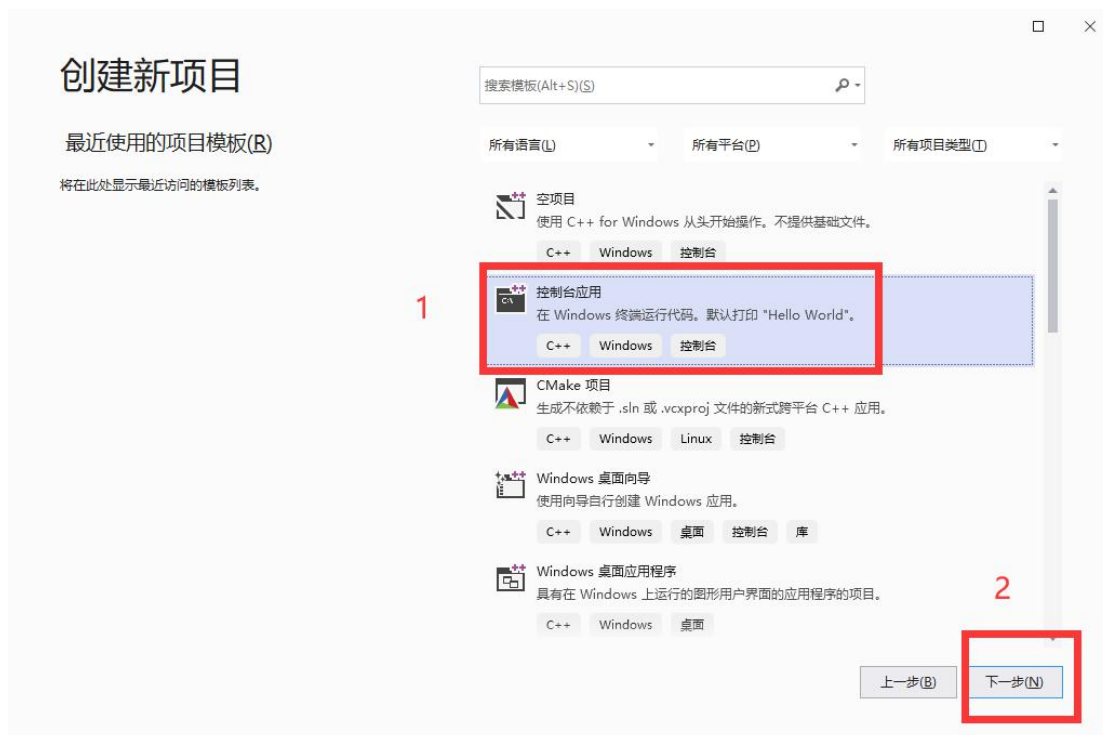 创建新项目
搜索模板(Alt+S)(S)
最近使用的项目模板(R)
所有语言(L) 所有平台(P) 所有项目类型(T)
将在此处显示最近访问的模板列表。
空项目
使用 C++ for Windows 从头开始操作。不提供基础文件。
C++ Windows 控制台
1
控制台应用
在 Windows 终端运行代码。默认打印 "Hello World"。
C++ Windows 控制台
CMake 项目
生成不依赖于 .sln 或 .vcxproj 文件的新式跨平台 C++ 应用。
C++ Windows Linux 控制台
Windows 桌面向导
使用向导自行创建 Windows 应用。
C++ Windows 桌面 控制台 库
Windows 桌面应用程序
具有在 Windows 上运行的图形用户界面的应用程序的项目。
2
C++ Windows 桌面
上一步(B) 下一步(N)